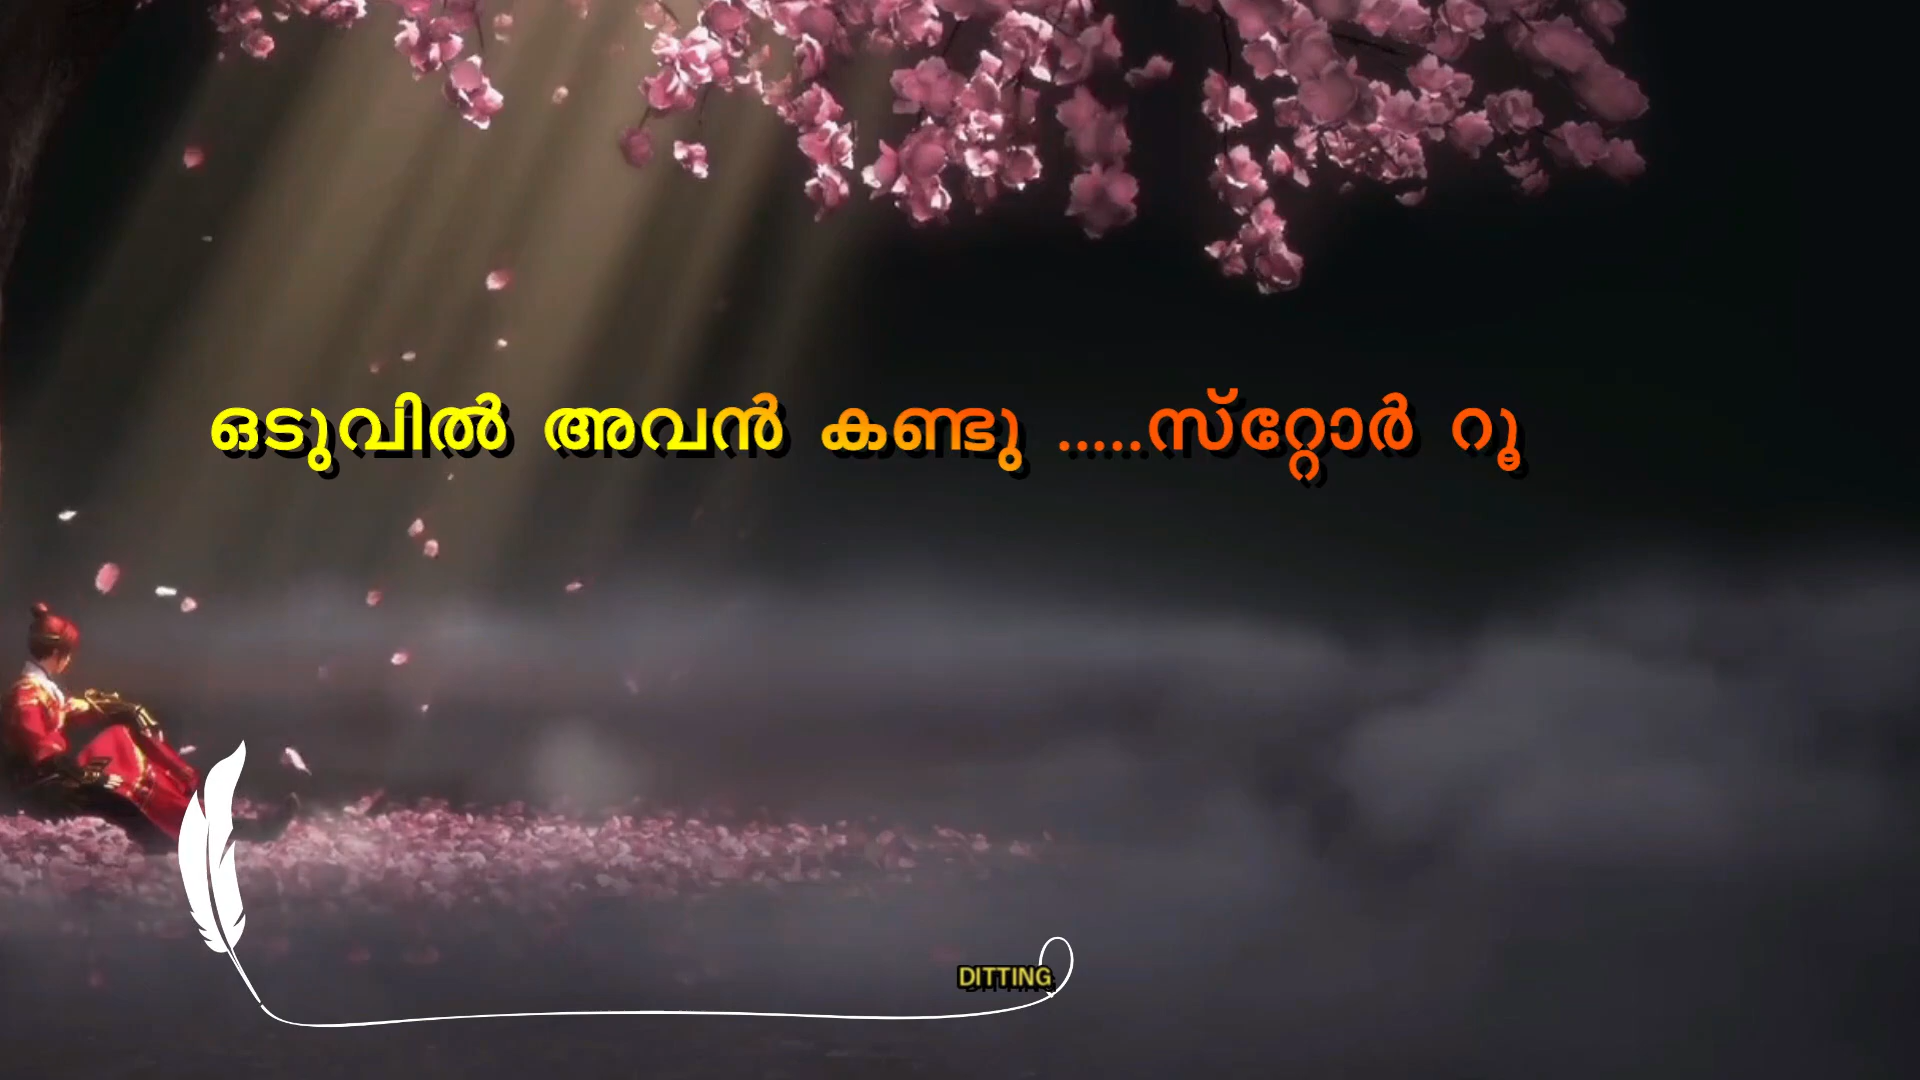 ഒടുവിൽ അവൻ കണ്ടു .....സ്റ്റോർ റൂ
DITTING